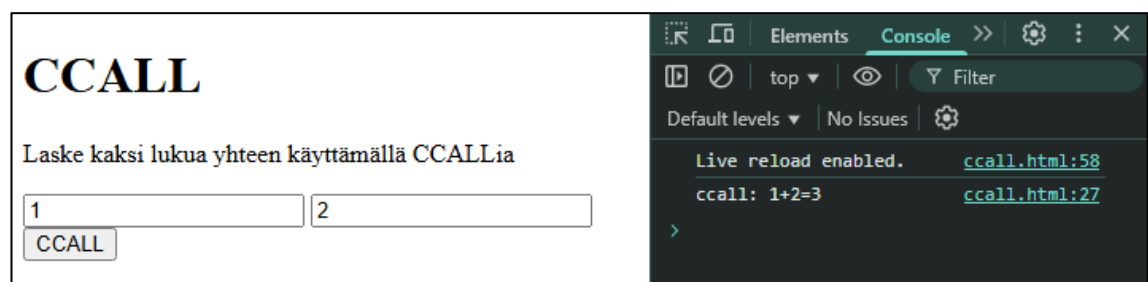 CCALL
Laske kaksi lukua yhteen käyttämällä CCALLia
1 2
CCALL
Elements Console
top Filter
Default levels No Issues
Live reload enabled. ccall.html:58
ccall: 1+2=3 ccall.html:27